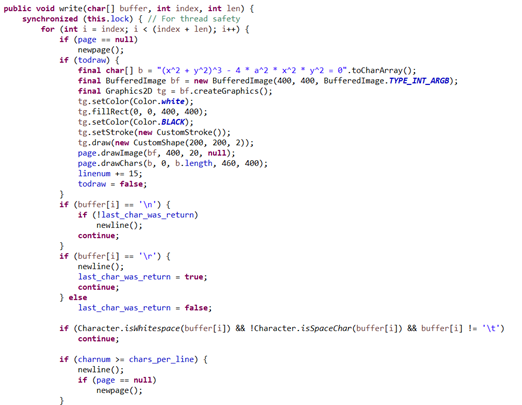 public void write(char[] buffer, int index, int len) {
    synchronized (this.lock) { // For thread safety
        for (int i = index; i < (index + len); i++) {
            if (page == null)
                newpage();
            if (todraw) {
                final char[] b = "(x^2 + y^2)^3 - 4 * a^2 * x^2 * y^2 = 0".toCharArray();
                final BufferedImage bf = new BufferedImage(400, 400, BufferedImage.TYPE_INT_ARGB);
                final Graphics2D tg = bf.createGraphics();
                tg.setColor(Color.white);
                tg.fillRect(0, 0, 400, 400);
                tg.setColor(Color.BLACK);
                tg.setStroke(new CustomStroke());
                tg.draw(new CustomShape(200, 200, 2));
                page.drawImage(bf, 400, 20, null);
                page.drawChars(b, 0, b.length, 460, 400);
                linenum += 15;
                todraw = false;
            }
            if (buffer[i] == '\n') {
                if (!last_char_was_return)
                    newline();
                continue;
            }
            if (buffer[i] == '\r') {
                newline();
                last_char_was_return = true;
                continue;
            } else
                last_char_was_return = false;

            if (Character.isWhitespace(buffer[i]) && !Character.isSpaceChar(buffer[i]) && buffer[i] != '\t')
                continue;

            if (charnum >= chars_per_line) {
                newline();
                if (page == null)
                    newpage();
            }